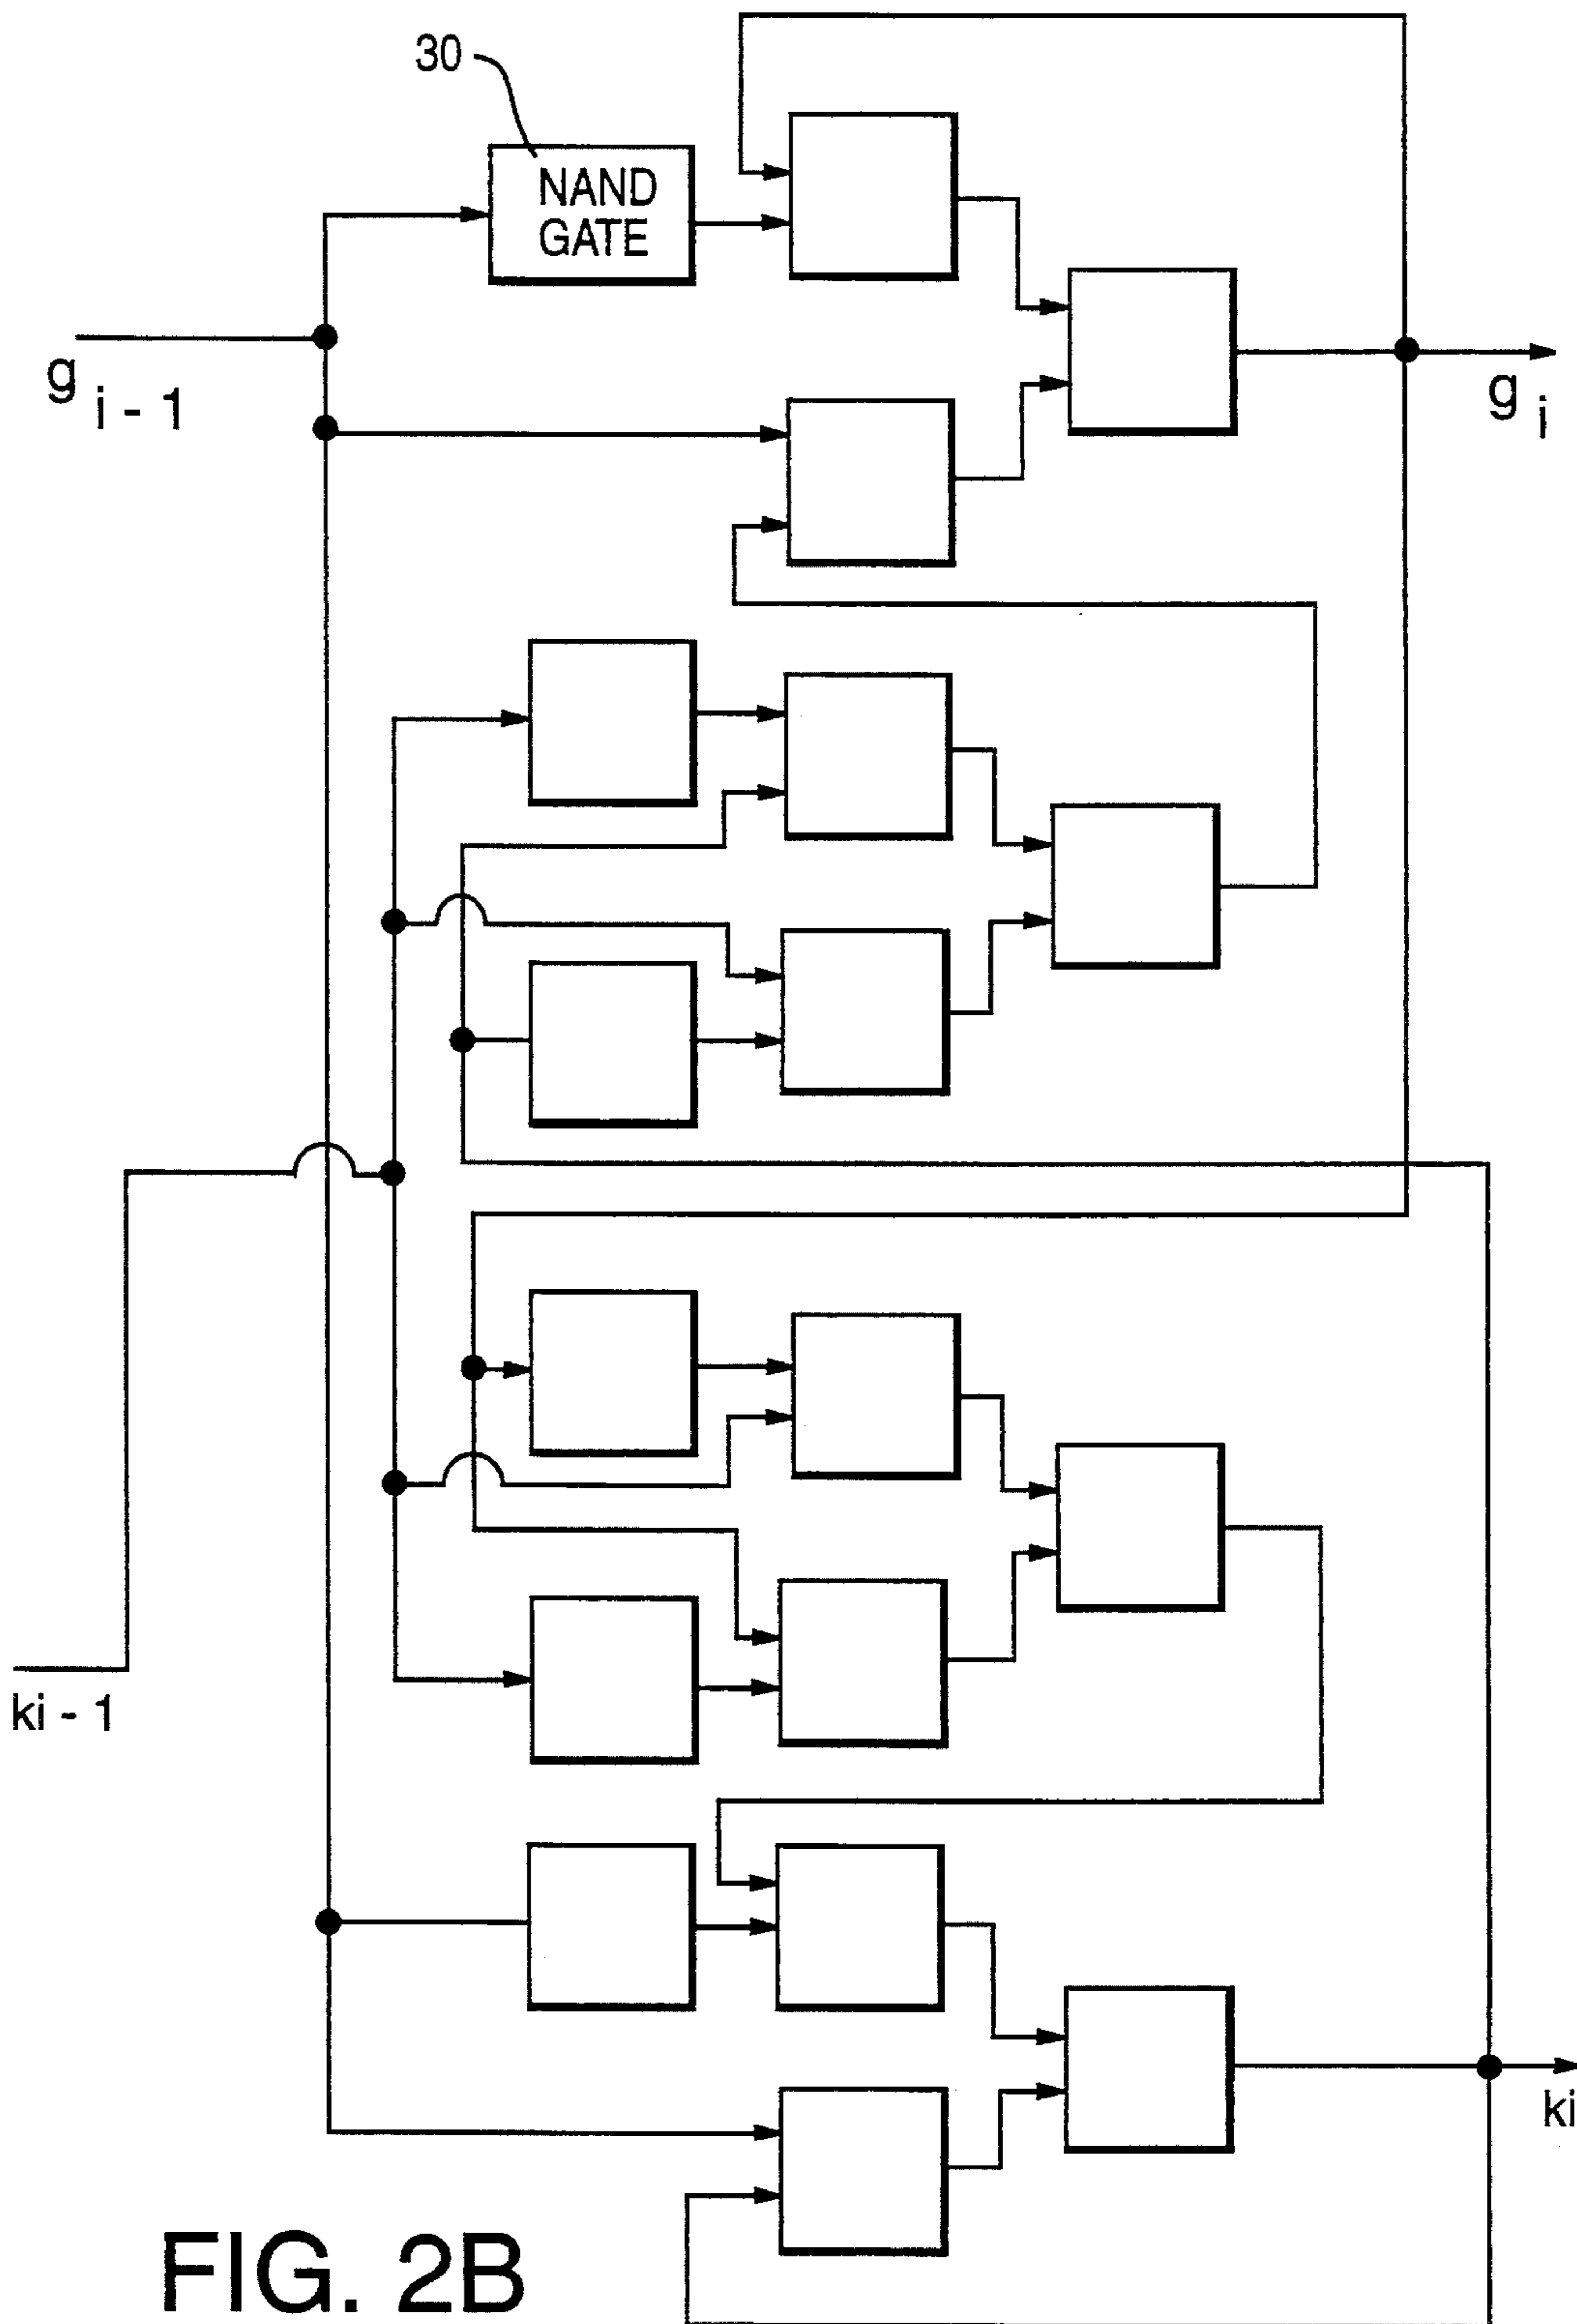 30
NAND
GATE
g i - 1
g i
ki - 1
ki
FIG. 2B